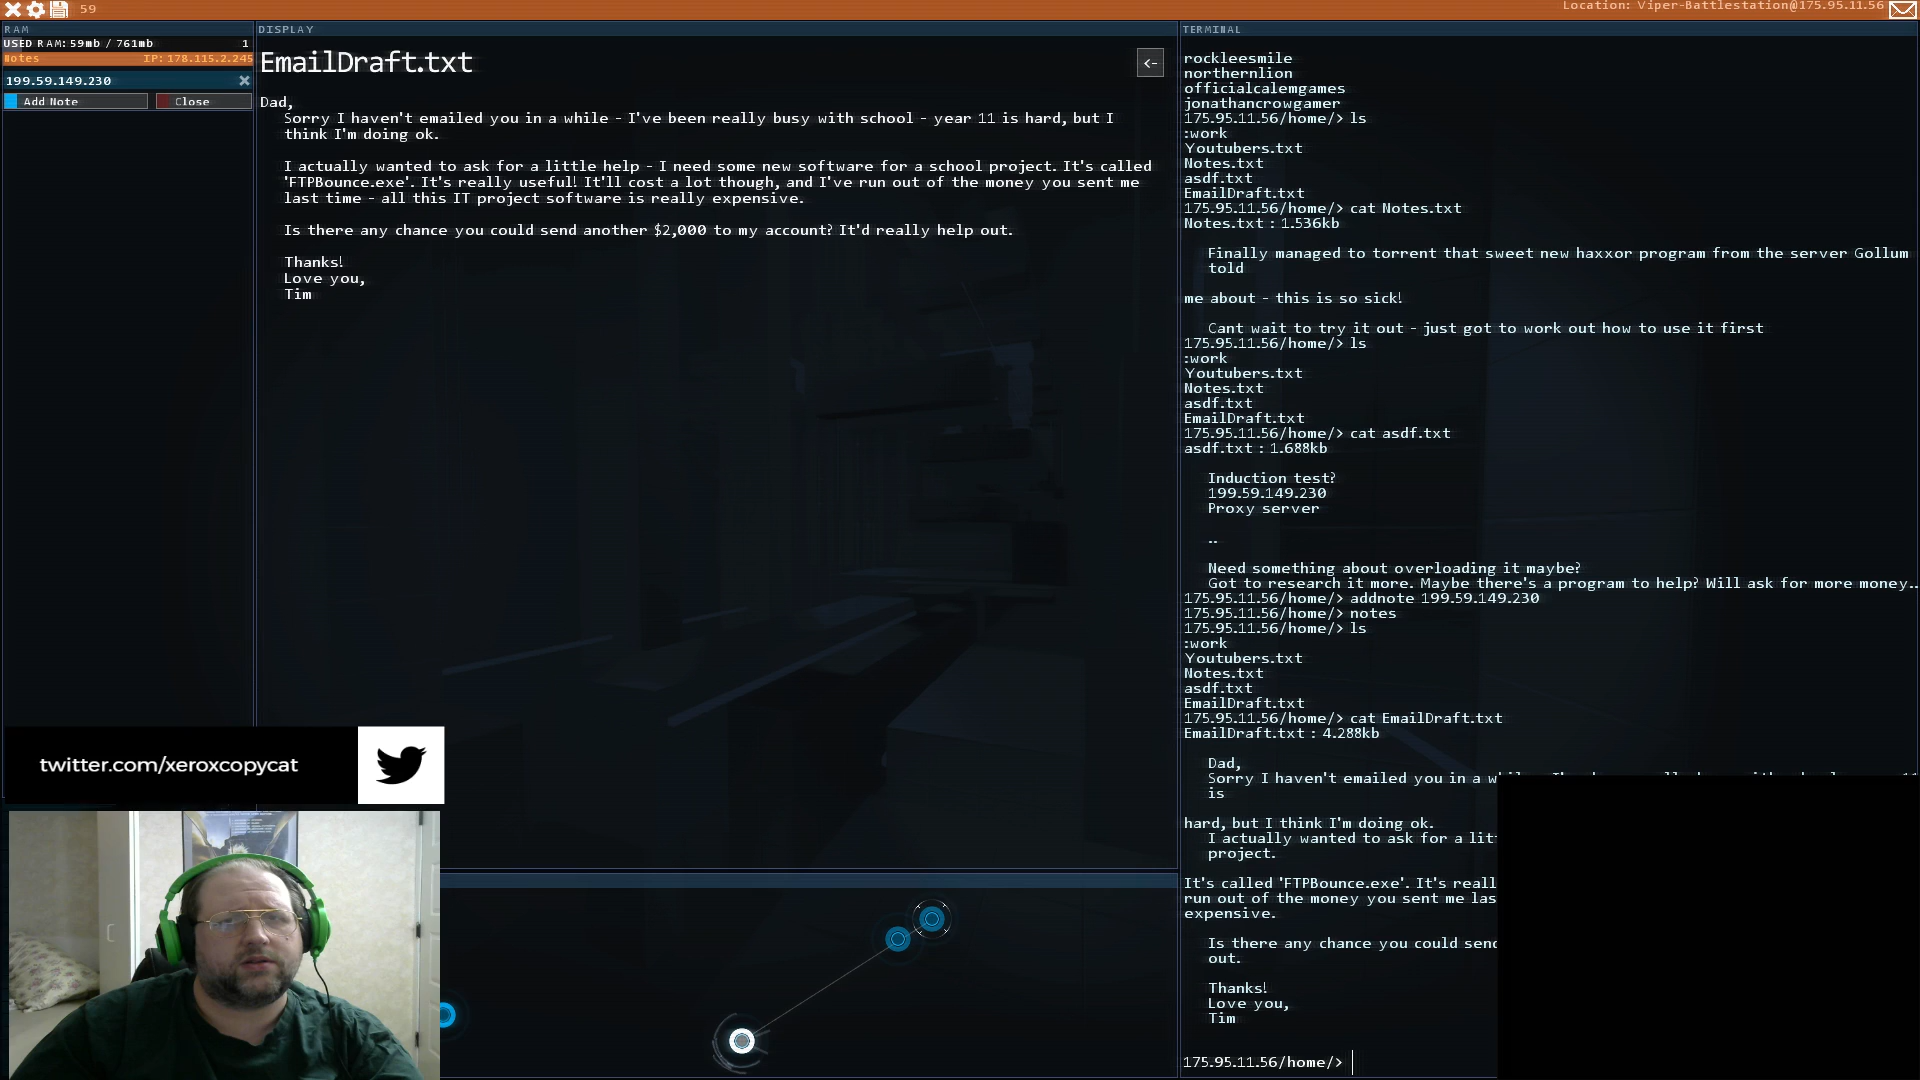 59
Location: Viper-Battlestation@175.95.11.56
RAM
USED RAM: 59mb / 761mb 1
Notes IP: 178.115.2.245
199.59.149.230
Add Note Close
DISPLAY
EmailDraft.txt
<-
Dad,
Sorry I haven't emailed you in a while - I've been really busy with school - year 11 is hard, but I
think I'm doing ok.
I actually wanted to ask for a little help - I need some new software for a school project. It's called
'FTPBounce.exe'. It's really useful! It'll cost a lot though, and I've run out of the money you sent me
last time - all this IT project software is really expensive.
Is there any chance you could send another $2,000 to my account? It'd really help out.
Thanks!
Love you,
Tim
twitter.com/xeroxcopycat
TERMINAL
rockleesmile
northernlion
officialcalemgames
jonathancrowgamer
175.95.11.56/home/> ls
:work
Youtubers.txt
Notes.txt
asdf.txt
EmailDraft.txt
175.95.11.56/home/> cat Notes.txt
Notes.txt : 1.536kb
Finally managed to torrent that sweet new haxxor program from the server Gollum
told
me about - this is so sick!
Cant wait to try it out - just got to work out how to use it first
175.95.11.56/home/> ls
:work
Youtubers.txt
Notes.txt
asdf.txt
EmailDraft.txt
175.95.11.56/home/> cat asdf.txt
asdf.txt : 1.688kb
Induction test?
199.59.149.230
Proxy server
..
Need something about overloading it maybe?
Got to research it more. Maybe there's a program to help? Will ask for more money..
175.95.11.56/home/> addnote 199.59.149.230
175.95.11.56/home/> notes
175.95.11.56/home/> ls
:work
Youtubers.txt
Notes.txt
asdf.txt
EmailDraft.txt
175.95.11.56/home/> cat EmailDraft.txt
EmailDraft.txt : 4.288kb
Dad,
Sorry I haven't emailed you in a
is
hard, but I think I'm doing ok.
I actually wanted to ask for a
project.
It's called 'FTPBounce.exe'. It's
run out of the money you sent me
expensive.
Is there any chance you could send
out.
Thanks!
Love you,
Tim
175.95.11.56/home/>